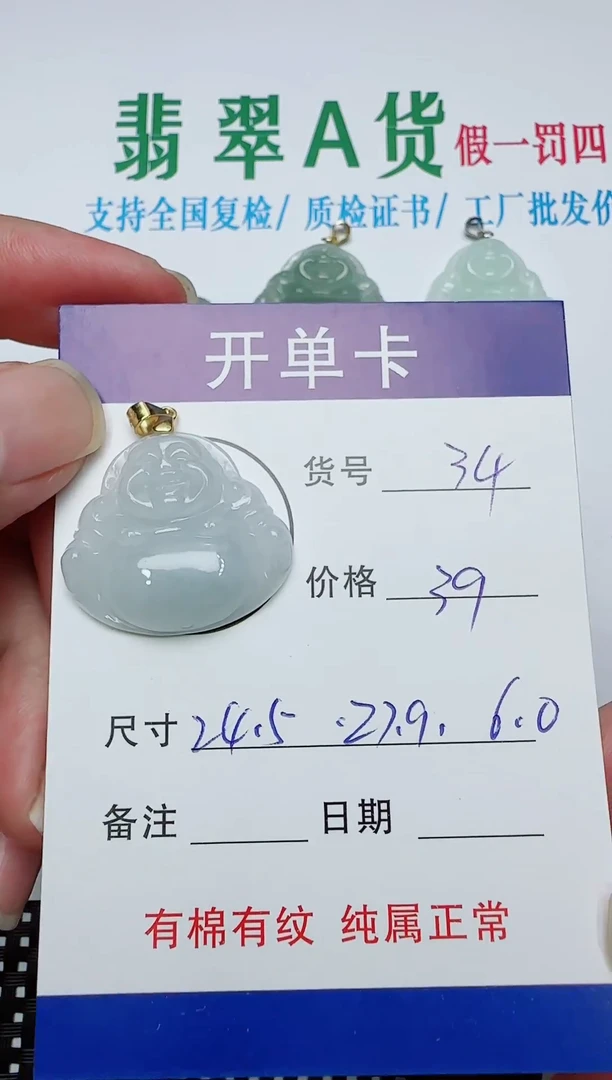 翡翠A货 假一罚四
支持全国复检/ 质检证书/ 工厂批发价
开单卡
货号 34
价格 39
尺寸 24.5 .27.9. 6.0
备注
日期
有棉有纹 纯属正常